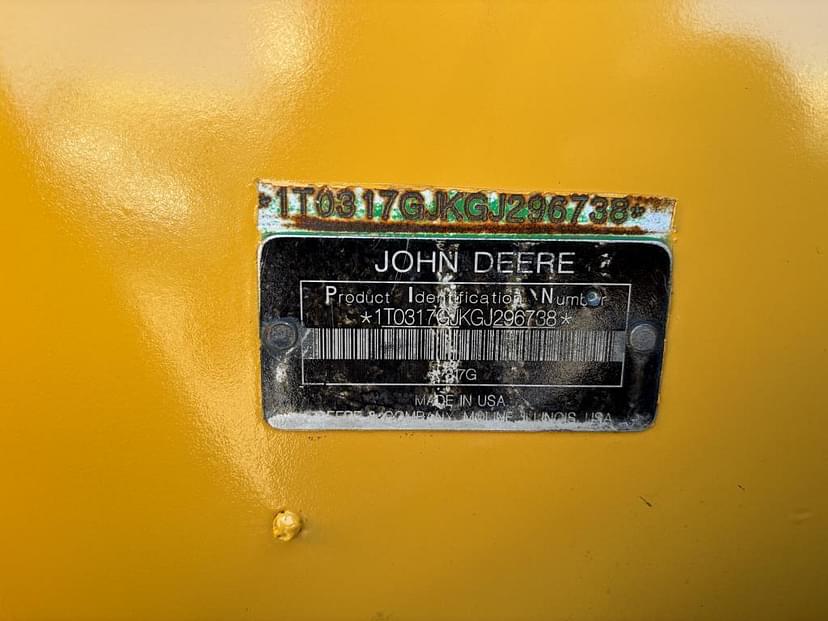 *1T0317GJKGJ296738*
JOHN DEERE
Product Identification Number
*1T0317GJKGJ296738*
MADE IN USA
DEERE & COMPANY, MOLINE, ILLINOIS, USA